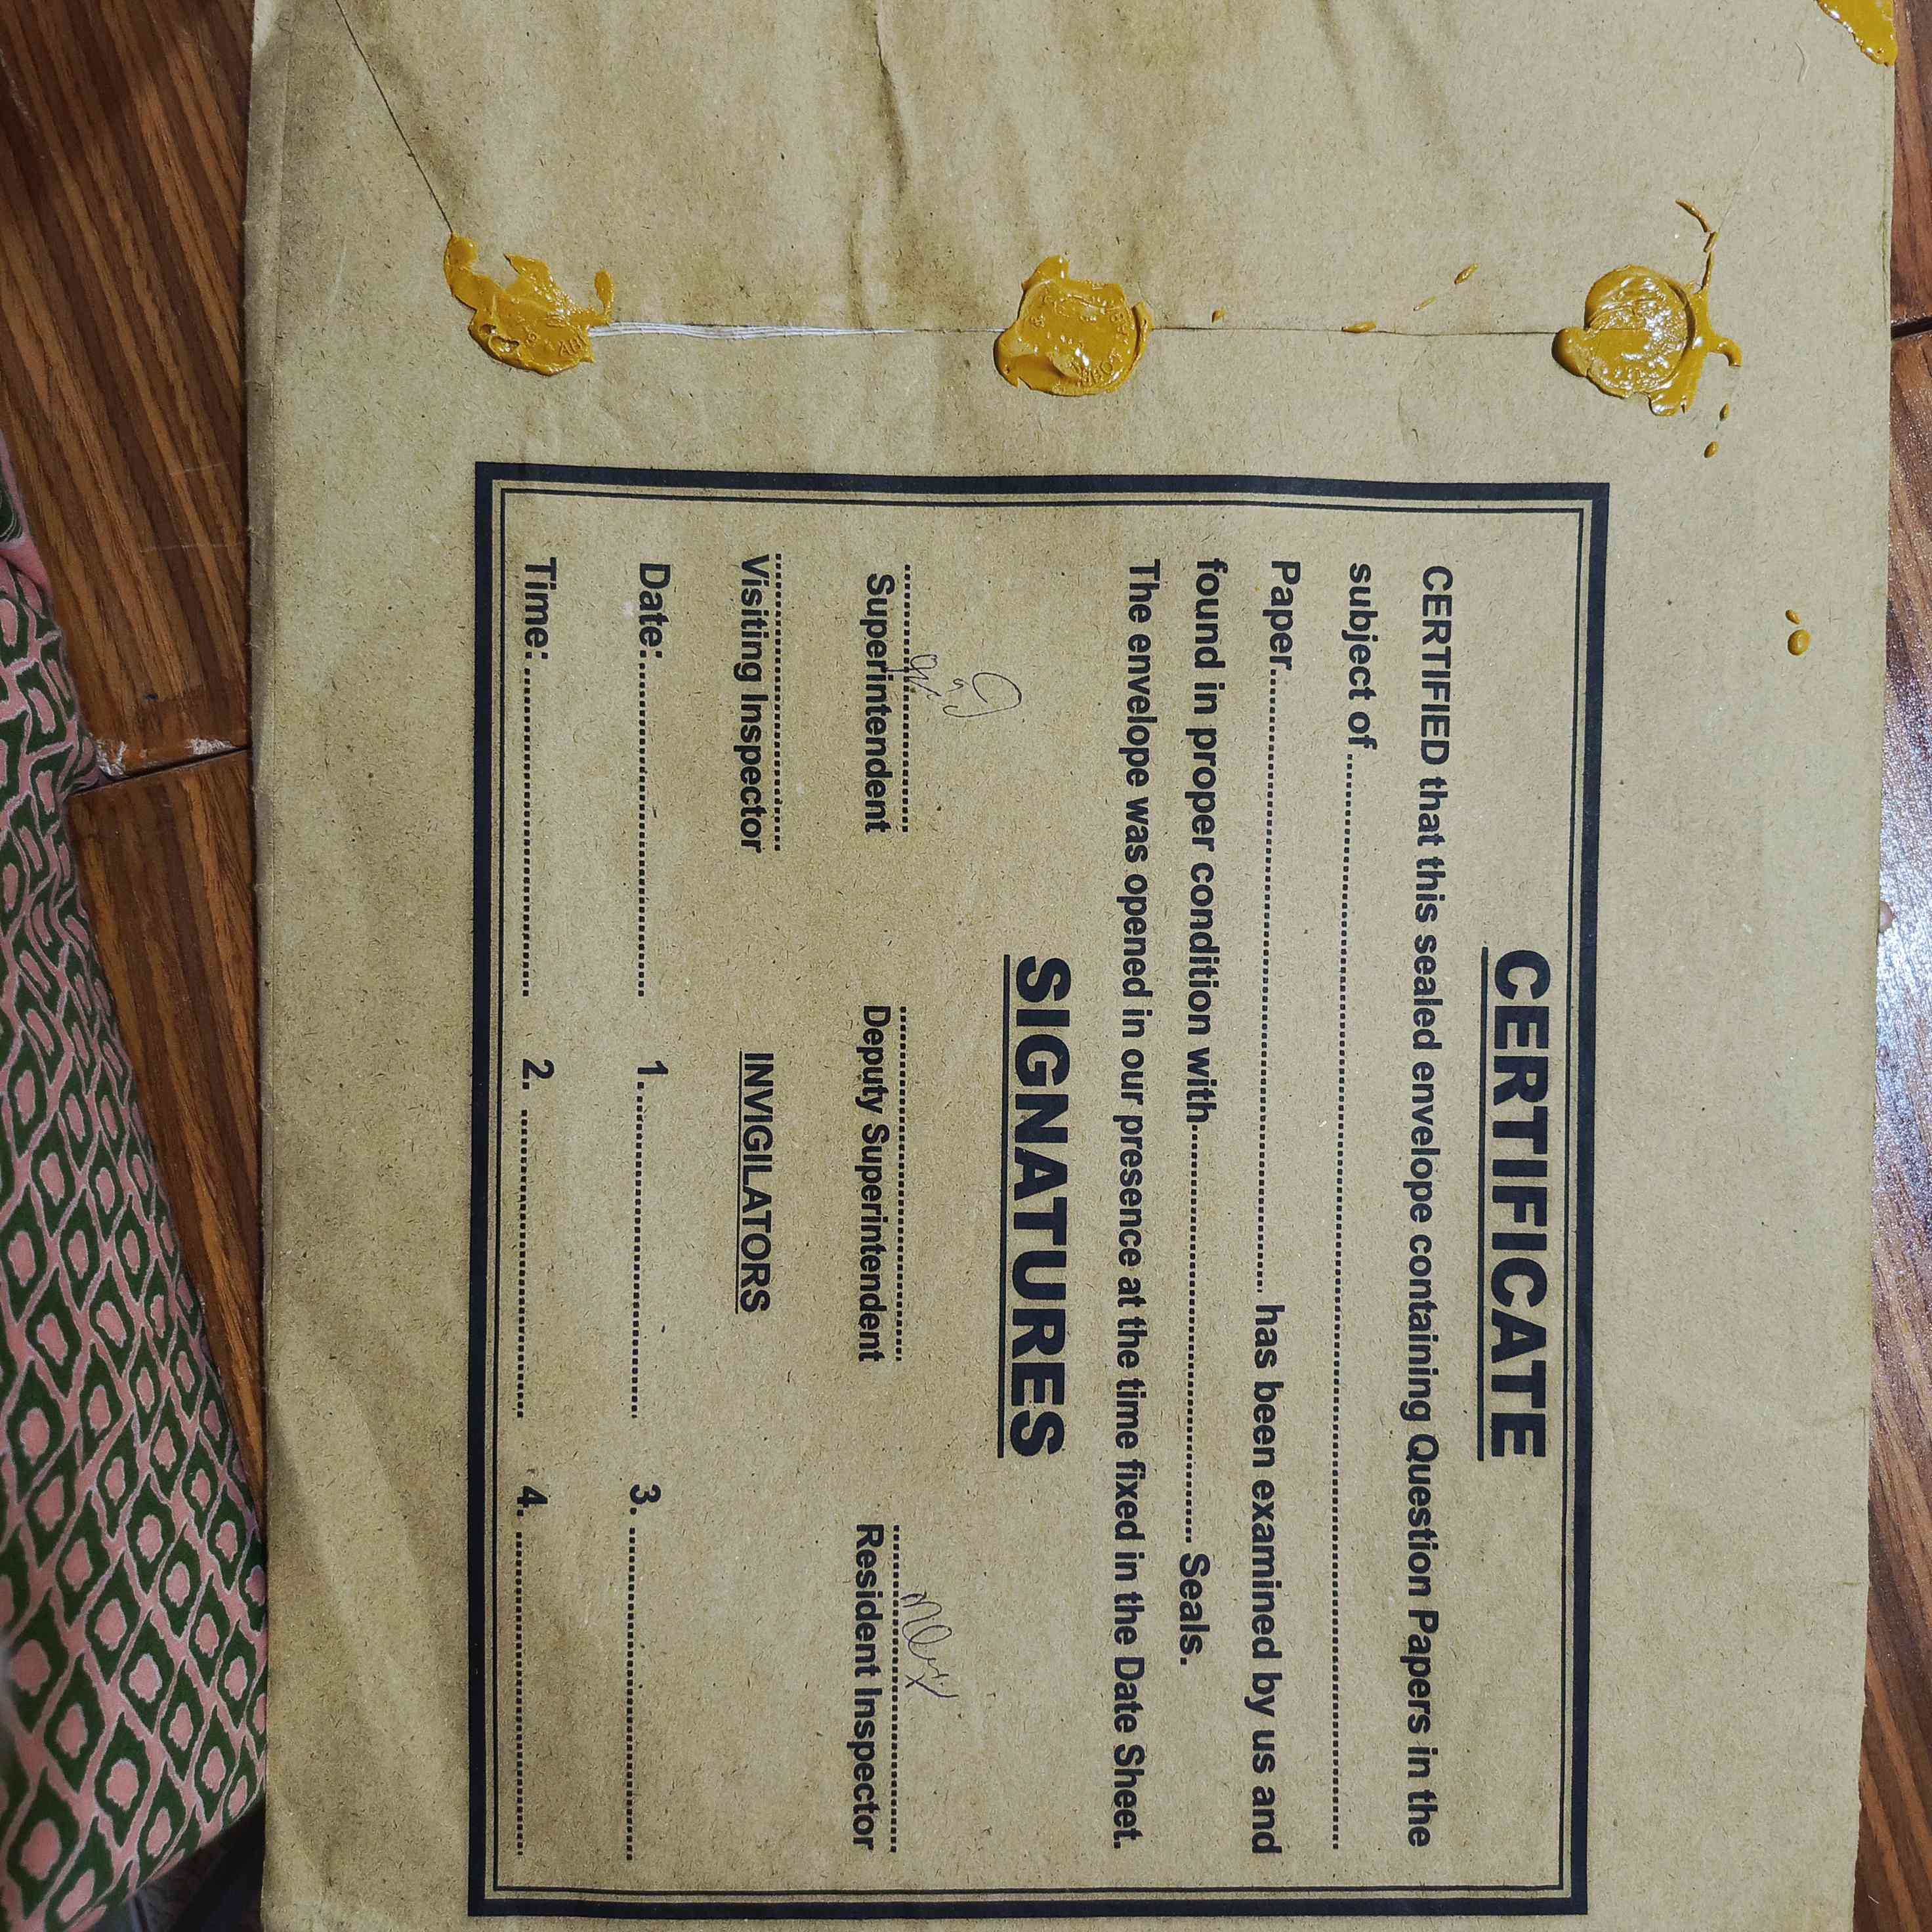 CERTIFICATE
CERTIFIED that this sealed envelope containing Question Papers in the
subject of ........................................................................
Paper............................................................ has been examined by us and
found in proper condition with........................................ Seals.
The envelope was opened in our presence at the time fixed in the Date Sheet.
SIGNATURES
Superintendent Deputy Superintendent Resident Inspector
Visiting Inspector INVIGILATORS
Date:.................................. 1.................................. 3. ..................................
Time: .................................. 2. .................................. 4. ..................................